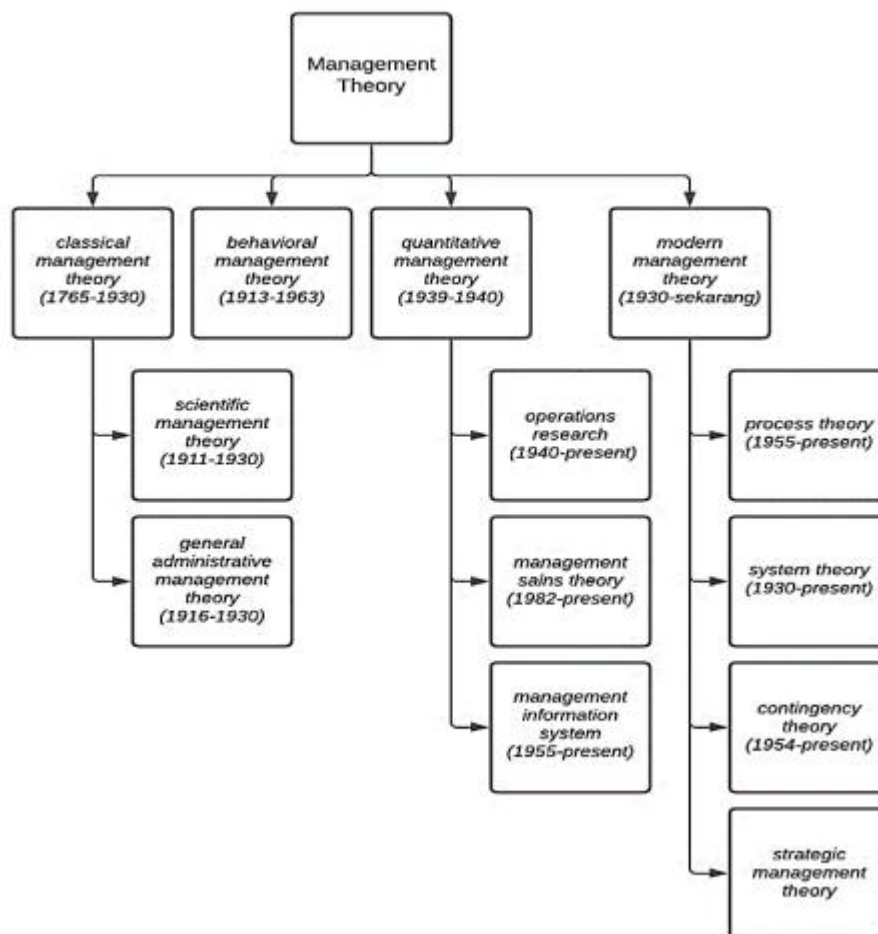 Management
Theory
classical
management
theory
(1765-1930)
behavioral
management
theory
(1913-1963)
quantitative
management
theory
(1939-1940)
modern
management
theory
(1930-sekarang)
scientific
management
theory
(1911-1930)
general
administrative
management
theory
(1916-1930)
operations
research
(1940-present)
management
sains theory
(1982-present)
management
information
system
(1955-present)
process theory
(1955-present)
system theory
(1930-present)
contingency
theory
(1954-present)
strategic
management
theory